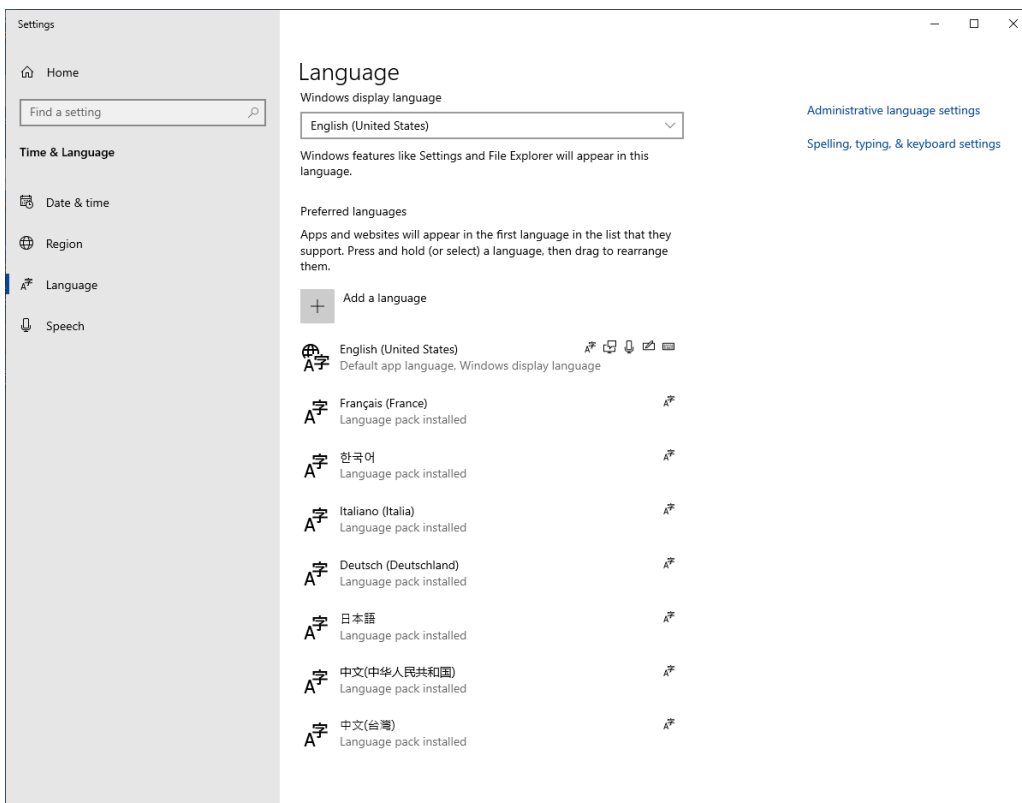 Settings
Home
Find a setting
Time & Language
Date & time
Region
Language
Speech
Language
Windows display language
English (United States)
Windows features like Settings and File Explorer will appear in this
language.
Preferred languages
Apps and websites will appear in the first language in the list that they
support. Press and hold (or select) a language, then drag to rearrange
them.
Add a language
English (United States)
Default app language, Windows display language
Français (France)
Language pack installed
한국어
Language pack installed
Italiano (Italia)
Language pack installed
Deutsch (Deutschland)
Language pack installed
日本語
Language pack installed
中文(中华人民共和国)
Language pack installed
中文(台灣)
Language pack installed
Administrative language settings
Spelling, typing, & keyboard settings